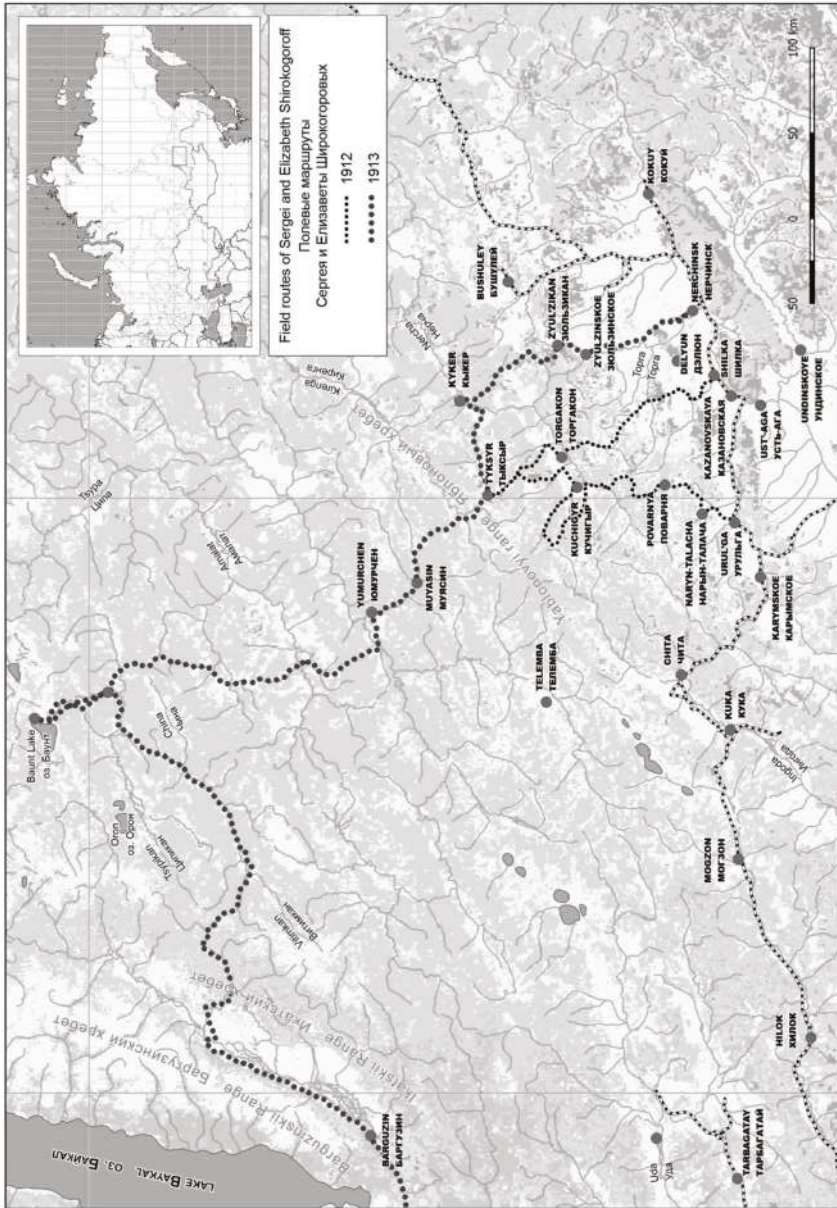 Field routes of Sergei and Elizabeth Shirokogoroff
Полевые маршруты
Сергея и Елизаветы Широкогоровых
1912
1913
Baunt Lake
оз. Баунт
Oron
оз. Орон
Tsypikan
Ципикан
China
Чина
Vitimkan
Витимкан
Amalat
Амалат
Tsypa
Ципа
LAKE BAYKAL ОЗ. БАЙКАЛ
Barguzinskii Range Баргузинский хребет
Ikatskii Range Икатский хребет
BARGUZIN
БАРГУЗИН
YUMURCHEN
ЮМУРЧЕН
MUYASIN
МУЯСИН
TYKSYR
ТЫКСЫР
KYKER
КЫКЕР
Kirenga
Киренга
Nercha
Нерча
Yablonovyi range Яблоновый хребет
BUSHULEY
БУШУЛЕЙ
ZYUL'ZIKAN
ЗЮЛЬЗИКАН
ZYULZINSKOE
ЗЮЛЬЗИНСКОЕ
TORGAKON
ТОРГАКОН
KUCHIGYR
КУЧИГЫР
TELEMBA
ТЕЛЕМБА
Торга
Topra
DELYUN
ДЭЛЮН
KOKUY
КОКУЙ
NERCHINSK
НЕРЧИНСК
SHILKA
ШИЛКА
KAZANOVSKAYA
КАЗАНОВСКАЯ
POVARNYA
ПОВАРНЯ
NARYN-TALACHA
НАРЫН-ТАЛАЧА
URUL'GA
УРУЛЬГА
UST'-AGA
УСТЬ-АГА
UNDINSKOYE
УНДИНСКОЕ
KARYMSKOE
КАРЫМСКОЕ
CHITA
ЧИТА
KUKA
КУКА
Ingoda
Ингода
MOGZON
МОГЗОН
HILOK
ХИЛОК
Uda
Уда
TARBAGATAY
ТАРБАГАТАЙ
50 0 50 100 km